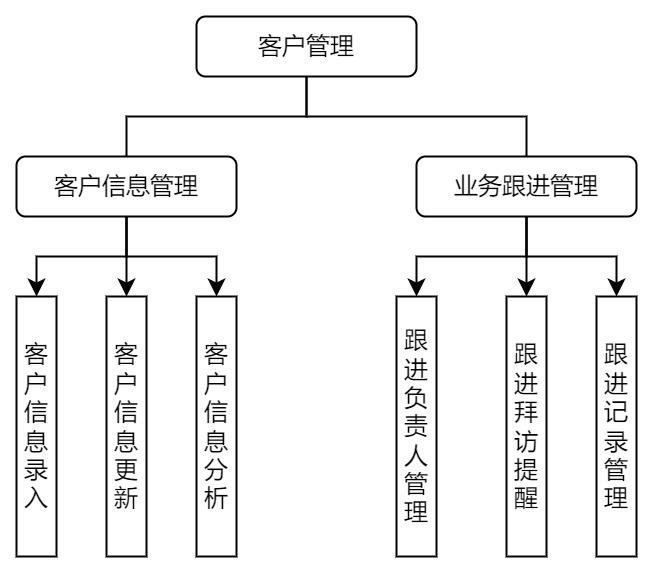 客户管理
客户信息管理
业务跟进管理
客户信息录入
客户信息更新
客户信息分析
跟进负责人管理
跟进拜访提醒
跟进记录管理